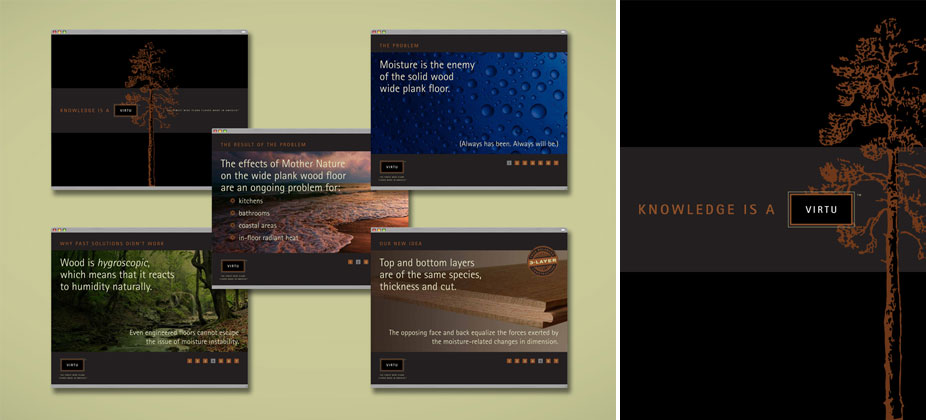 KNOWLEDGE IS A
VIRTU
THE PROBLEM
Moisture is the enemy
of the solid wood
wide plank floor.
(Always has been. Always will be.)
VIRTU
THE RESULT OF THE PROBLEM
The effects of Mother Nature
on the wide plank wood floor
are an ongoing problem for:
kitchens
bathrooms
coastal areas
in-floor radiant heat
VIRTU
WHY PAST SOLUTIONS DIDN'T WORK
Wood is hygroscopic,
which means that it reacts
to humidity naturally.
Even engineered floors cannot escape
the issue of moisture instability.
VIRTU
OUR NEW IDEA
3-LAYER
Top and bottom layers
are of the same species,
thickness and cut.
The opposing face and back equalize the forces exerted by
the moisture-related changes in dimension.
VIRTU
KNOWLEDGE IS A
VIRTU